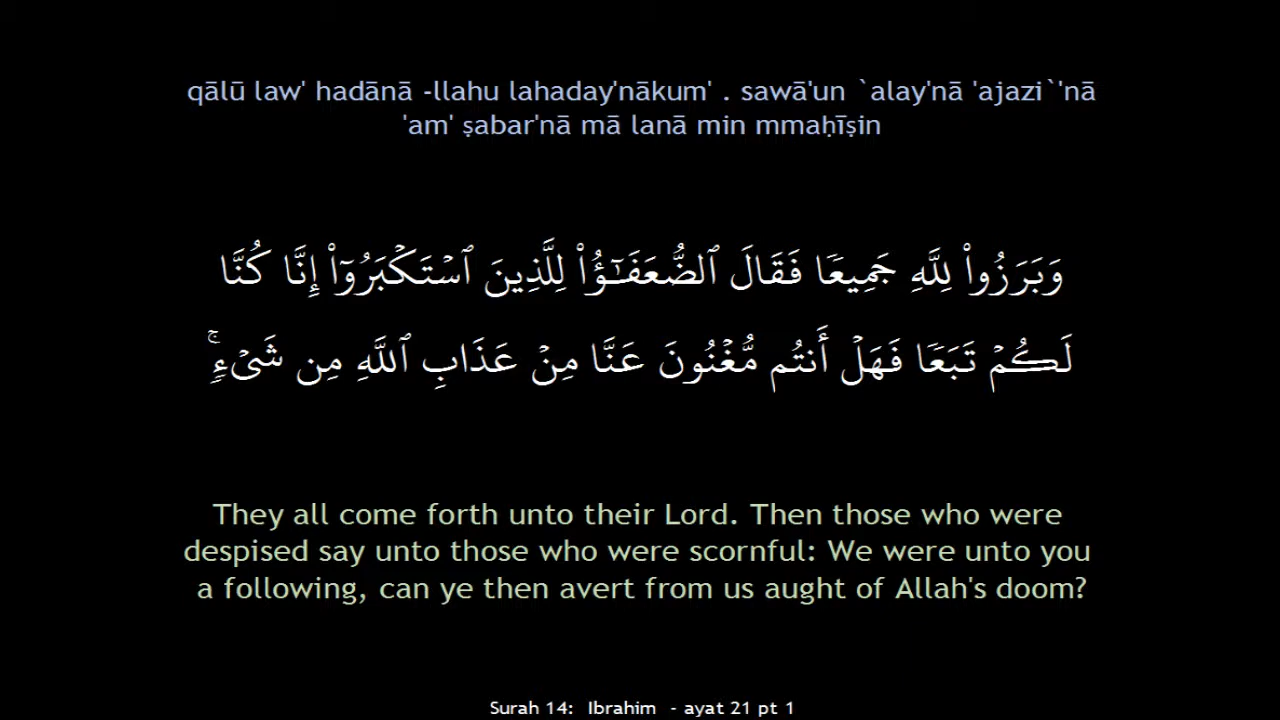 qālū law' hadānā -llahu lahaday'nākum' . sawā'un `alay'nā 'ajazi`'nā
'am' ṣabar'nā mā lanā min mmaḥīṣin
وَبَرَزُوا۟ لِلَّهِ جَمِيعًۭا فَقَالَ ٱلضُّعَفَـٰٓؤُا۟ لِلَّذِينَ ٱسْتَكْبَرُوٓا۟ إِنَّا كُنَّا
لَكُمْ تَبَعًۭا فَهَلْ أَنتُم مُّغْنُونَ عَنَّا مِنْ عَذَابِ ٱللَّهِ مِن شَىْءٍۢ ۚ
They all come forth unto their Lord. Then those who were
despised say unto those who were scornful: We were unto you
a following, can ye then avert from us aught of Allah's doom?
Surah 14: Ibrahim - ayat 21 pt 1